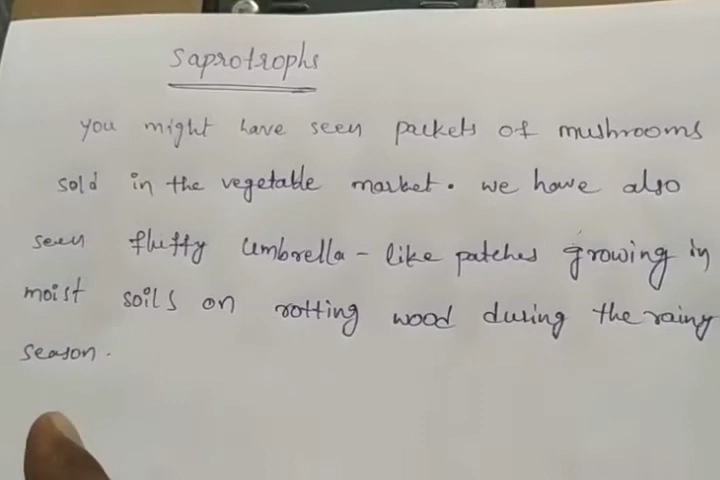 Saprotrophs
you might have seen packets of mushrooms
sold in the vegetable market. we have also
seen fluffy umbrella - like patches growing in
moist soils on rotting wood during the rainy
season.